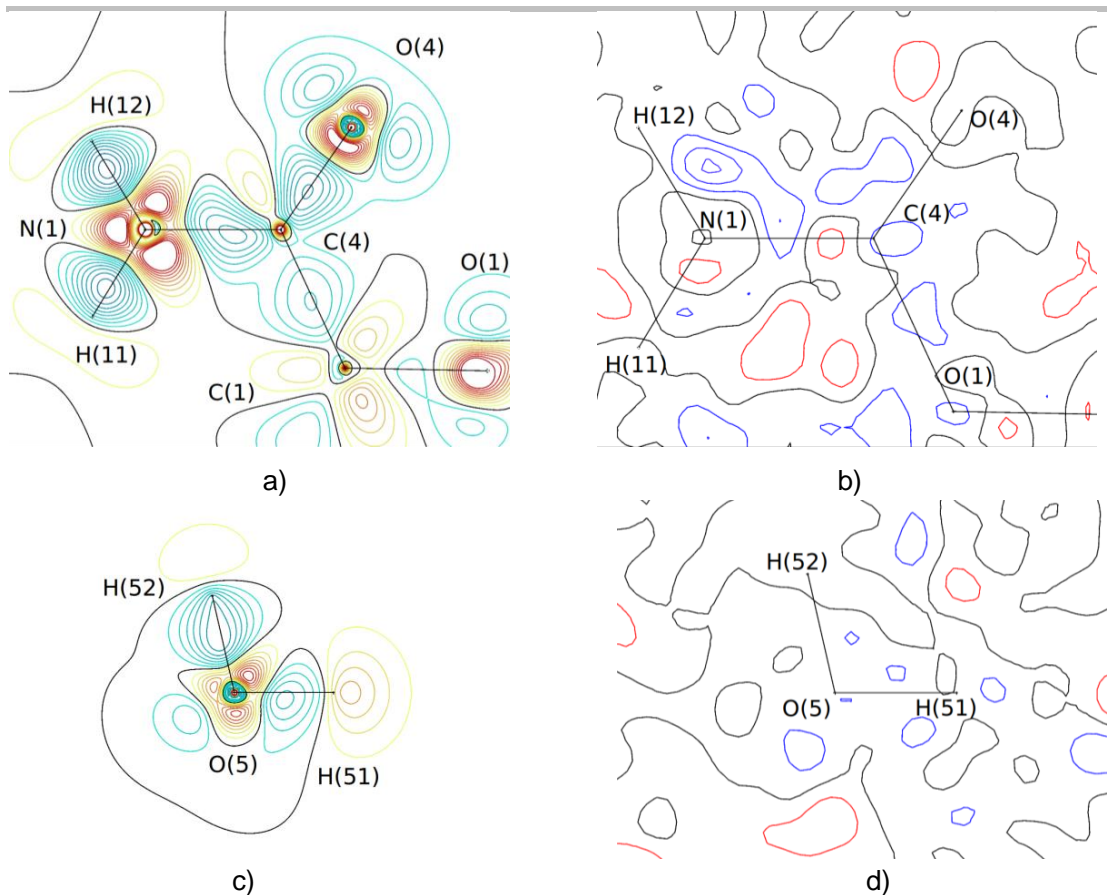 O(4)
H(12)
N(1)
C(4)
O(1)
H(11)
C(1)
a)
H(12)
O(4)
N(1)
C(4)
H(11)
O(1)
b)
H(52)
O(5)
H(51)
c)
H(52)
O(5)
H(51)
d)